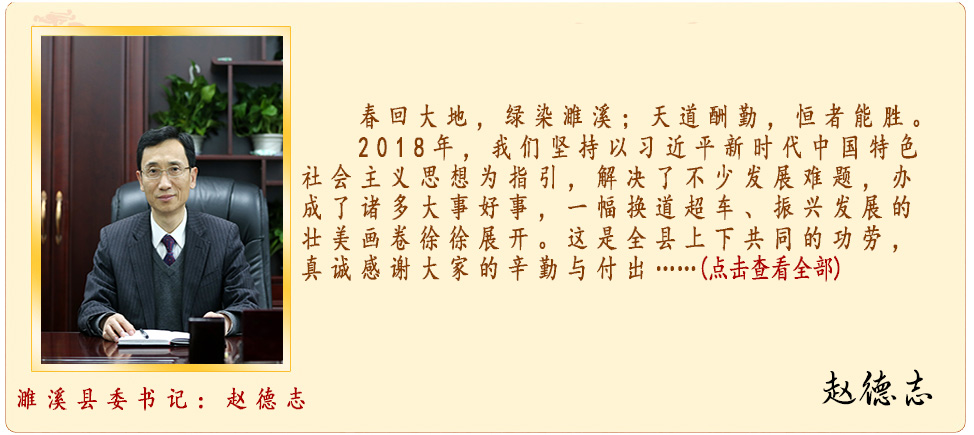 春回大地，绿染濉溪；天道酬勤，恒者能胜。
2018年，我们坚持以习近平新时代中国特色
社会主义思想为指引，解决了不少发展难题，办
成了诸多大事好事，一幅换道超车、振兴发展的
壮美画卷徐徐展开。这是全县上下共同的功劳，
真诚感谢大家的辛勤与付出……(点击查看全部)
濉溪县委书记：赵德志
赵德志